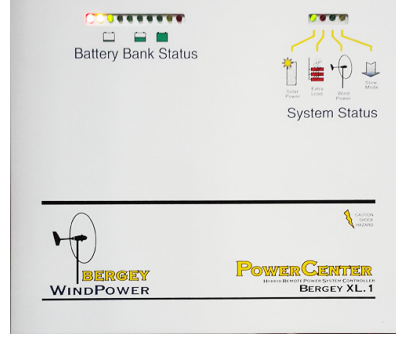 Battery Bank Status
Solar Power
Extra Load
Wind Power
Slow Mode
System Status
CAUTION
SHOCK
HAZARD
BERGEY
WINDPOWER
POWERCENTER
HYBRID REMOTE POWER SYSTEM CONTROLLER
BERGEY XL.1